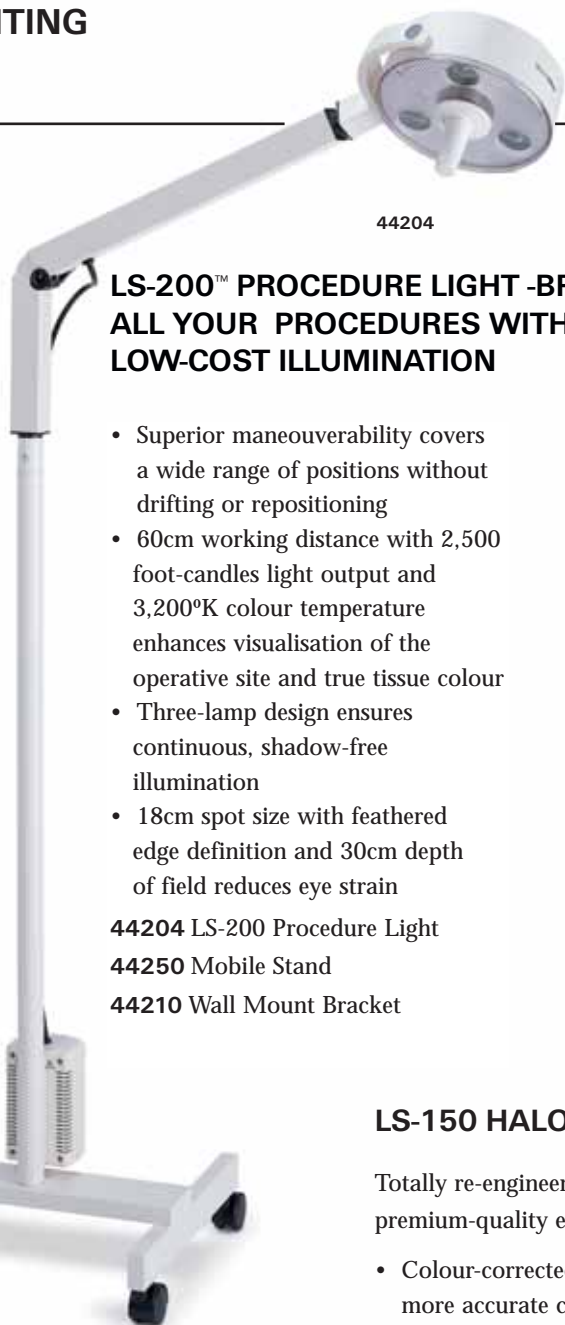 ITING
44204
LS-200™ PROCEDURE LIGHT -BR
ALL YOUR PROCEDURES WITH
LOW-COST ILLUMINATION
• Superior maneouverability covers
a wide range of positions without
drifting or repositioning
• 60cm working distance with 2,500
foot-candles light output and
3,200ºK colour temperature
enhances visualisation of the
operative site and true tissue colour
• Three-lamp design ensures
continuous, shadow-free
illumination
• 18cm spot size with feathered
edge definition and 30cm depth
of field reduces eye strain
44204 LS-200 Procedure Light
44250 Mobile Stand
44210 Wall Mount Bracket
LS-150 HALO
Totally re-engineer
premium-quality e
• Colour-corrected
more accurate c